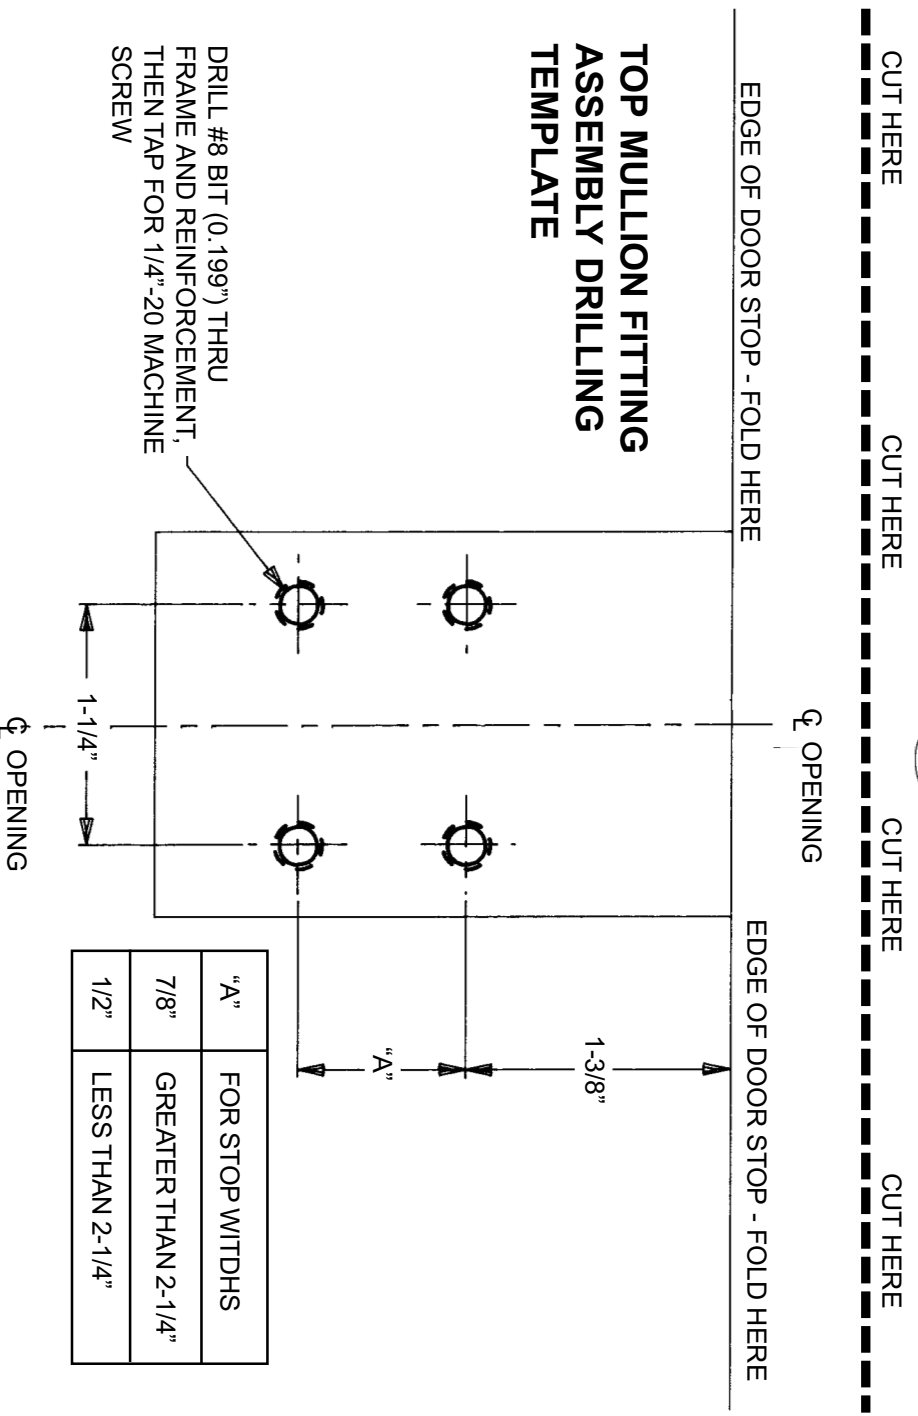 CUT HERE CUT HERE CUT HERE CUT HERE
EDGE OF DOOR STOP - FOLD HERE
℄ OPENING
EDGE OF DOOR STOP - FOLD HERE
TOP MULLION FITTING
ASSEMBLY DRILLING
TEMPLATE
1-3/8”
“A”
DRILL #8 BIT (0.199”) THRU
FRAME AND REINFORCEMENT,
THEN TAP FOR 1/4”-20 MACHINE
SCREW
1-1/4”
“A” FOR STOP WITDHS
7/8” GREATER THAN 2-1/4”
1/2” LESS THAN 2-1/4”
℄ OPENING